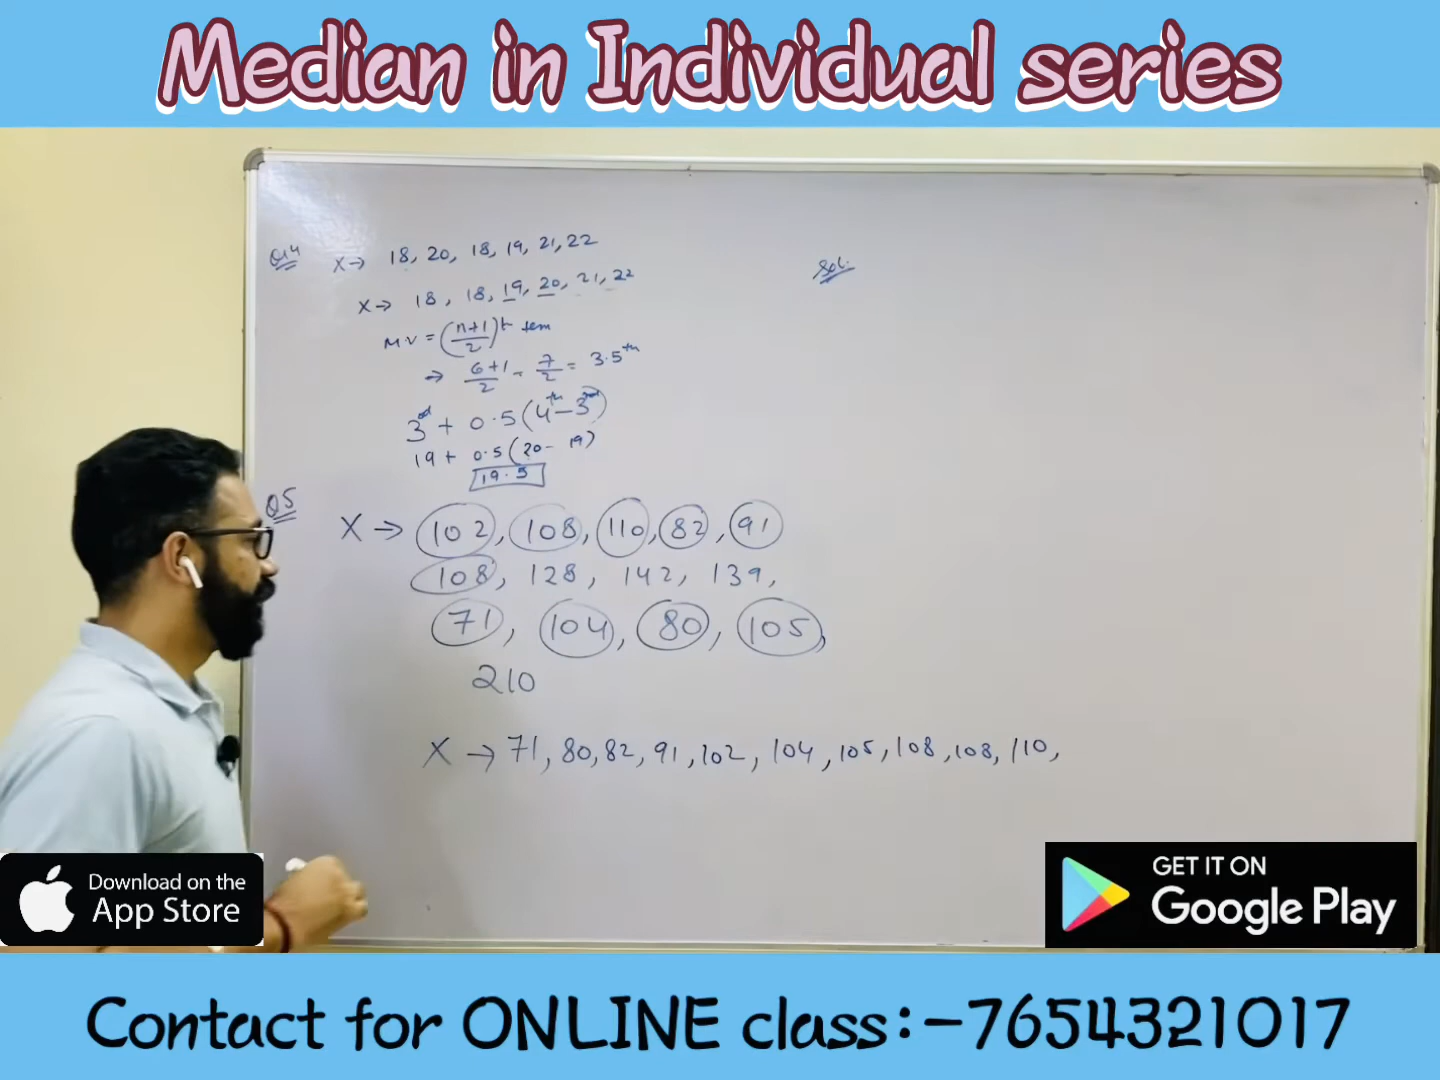 Median in Individual series
Q14 X→ 18, 20, 18, 19, 21, 22
X→ 18, 18, 19, 20, 21, 22
MV = (n+1/2)th tem
→ 6+1/2 = 7/2 = 3.5th
3rd + 0.5(4th-3rd)
19+ 0.5(20- 19)
19.5
Sol.
Q5
X → 102, 108, 110, 82, 91
108, 128, 142, 139,
71, 104, 80, 105,
210
X → 71, 80, 82, 91, 102, 104, 105, 108, 108, 110,
Download on the
App Store
GET IT ON
Google Play
Contact for ONLINE class:-7654321017